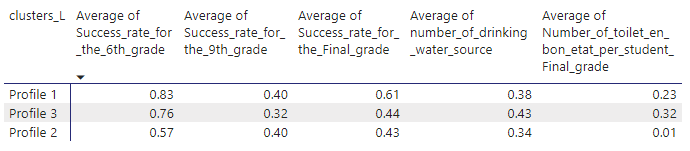 clusters_L Average of Average of Average of Average of Average of
Success_rate_for Success_rate_for_ Success_rate_for_ number_of_drinking Number_of_toilet_en_
_the_6th_grade the_9th_grade the_Final_grade _water_source bon_etat_per_student_
Final_grade
Profile 1 0.83 0.40 0.61 0.38 0.23
Profile 3 0.76 0.32 0.44 0.43 0.32
Profile 2 0.57 0.40 0.43 0.34 0.01